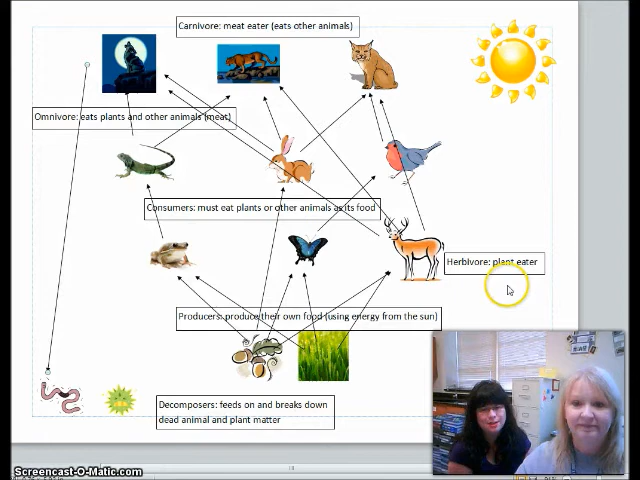 Carnivore: meat eater (eats other animals)
Omnivore: eats plants and other animals (meat)
Consumers: must eat plants or other animals as its food
Herbivore: plant eater
Producers: produce their own food (using energy from the sun)
Decomposers: feeds on and breaks down
dead animal and plant matter
Screencast-O-Matic.com